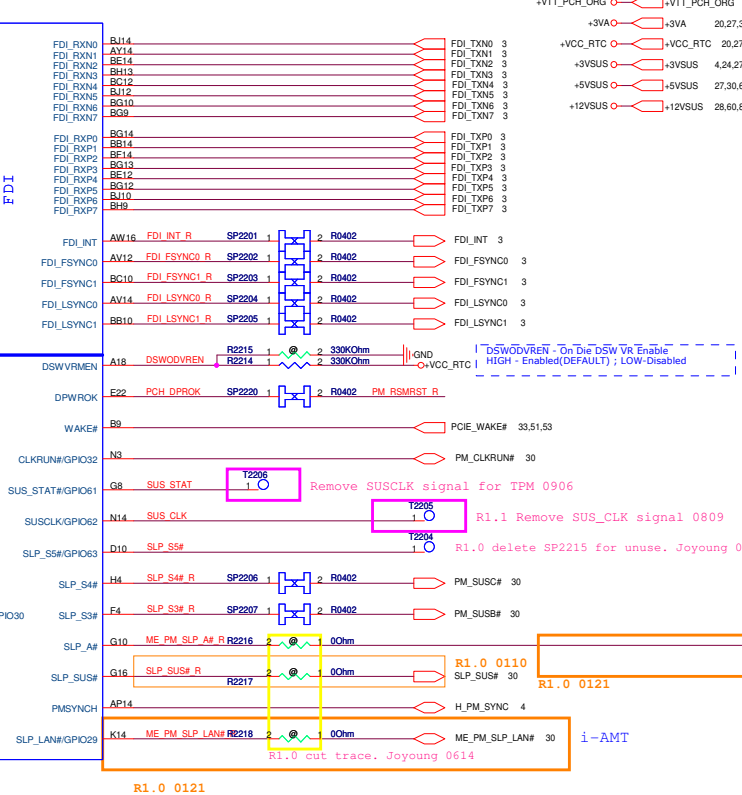 +VTT_PCH_ORG +VTT_PCH_ORG
+3VA +3VA 20,27,3
+VCC_RTC +VCC_RTC 20,27
+3VSUS +3VSUS 4,24,27
+5VSUS +5VSUS 27,30,6
+12VSUS +12VSUS 28,60,8
FDI
FDI_RXN0 BJ14 FDI_TXN0 3
FDI_RXN1 AY14 FDI_TXN1 3
FDI_RXN2 BE14 FDI_TXN2 3
FDI_RXN3 BH13 FDI_TXN3 3
FDI_RXN4 BC12 FDI_TXN4 3
FDI_RXN5 BJ12 FDI_TXN5 3
FDI_RXN6 BG10 FDI_TXN6 3
FDI_RXN7 BG9 FDI_TXN7 3
FDI_RXP0 BG14 FDI_TXP0 3
FDI_RXP1 BB14 FDI_TXP1 3
FDI_RXP2 BF14 FDI_TXP2 3
FDI_RXP3 BG13 FDI_TXP3 3
FDI_RXP4 BE12 FDI_TXP4 3
FDI_RXP5 BG12 FDI_TXP5 3
FDI_RXP6 BJ10 FDI_TXP6 3
FDI_RXP7 BH9 FDI_TXP7 3
FDI_INT AW16 FDI_INT_R SP2201 1 2 R0402 FDI_INT 3
FDI_FSYNC0 AV12 FDI_FSYNC0_R SP2202 1 2 R0402 FDI_FSYNC0 3
FDI_FSYNC1 BC10 FDI_FSYNC1_R SP2203 1 2 R0402 FDI_FSYNC1 3
FDI_LSYNC0 AV14 FDI_LSYNC0_R SP2204 1 2 R0402 FDI_LSYNC0 3
FDI_LSYNC1 BB10 FDI_LSYNC1_R SP2205 1 2 R0402 FDI_LSYNC1 3
R2215 1 @ 2 330KOhm GND
DSWVRMEN A18 DSWODVREN R2214 1 2 330KOhm +VCC_RTC
DSWODVREN - On Die DSW VR Enable
HIGH - Enabled(DEFAULT) ; LOW-Disabled
DPWROK E22 PCH_DPROK SP2220 1 2 R0402 PM_RSMRST_R
WAKE# B9 PCIE_WAKE# 33,51,53
CLKRUN#/GPIO32 N3 PM_CLKRUN# 30
SUS_STAT#/GPIO61 G8 SUS_STAT T2206 1 Remove SUSCLK signal for TPM 0906
SUSCLK/GPIO62 N14 SUS_CLK T2205 1 R1.1 Remove SUS_CLK signal 0809
SLP_S5#/GPIO63 D10 SLP_S5# T2204 1 R1.0 delete SP2215 for unuse. Joyoung 0
SLP_S4# H4 SLP_S4#_R SP2206 1 2 R0402 PM_SUSC# 30
PIO30 SLP_S3# F4 SLP_S3#_R SP2207 1 2 R0402 PM_SUSB# 30
SLP_A# G10 ME_PM_SLP_A#_R R2216 2 @ 1 0Ohm
R1.0 0110
SLP_SUS# G16 SLP_SUS#_R R2217 2 @ 1 0Ohm SLP_SUS# 30
R1.0 0121
PMSYNCH AP14 H_PM_SYNC 4
SLP_LAN#/GPIO29 K14 ME_PM_SLP_LAN# R2218 2 @ 1 0Ohm ME_PM_SLP_LAN# 30 i-AMT
R1.0 cut trace. Joyoung 0614
R1.0 0121